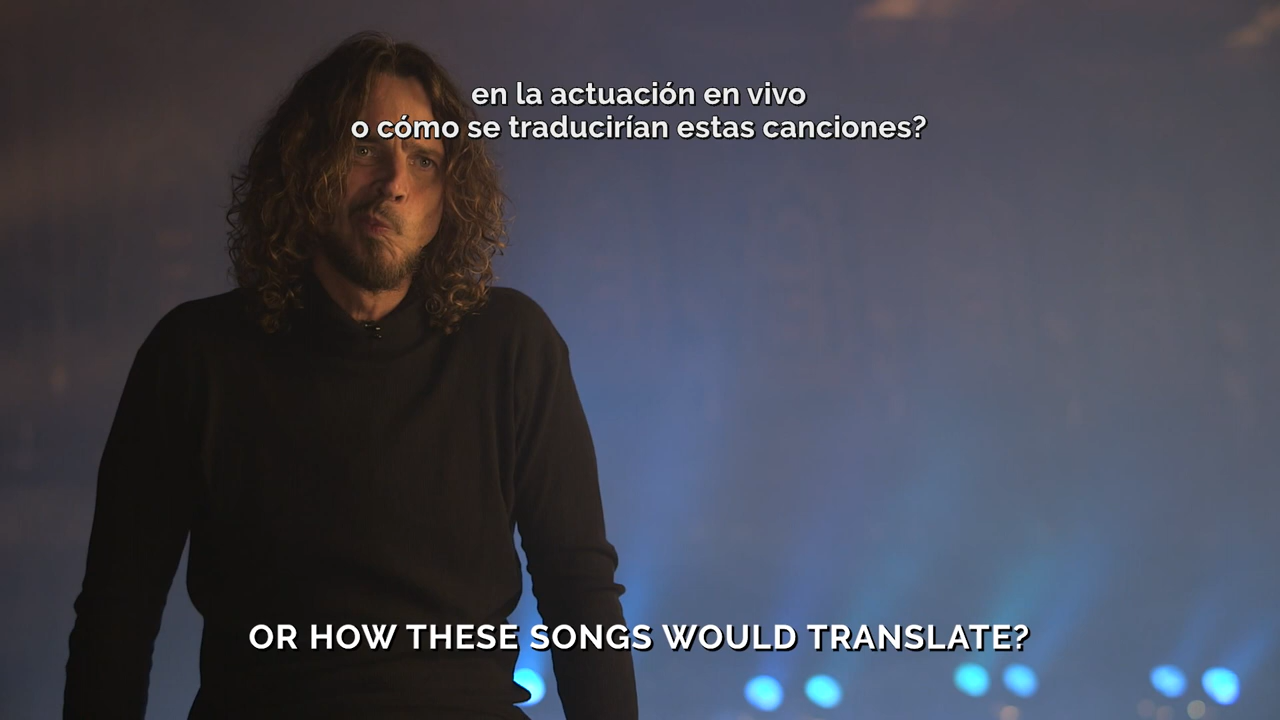 en la actuación en vivo
o cómo se traducirían estas canciones?
OR HOW THESE SONGS WOULD TRANSLATE?